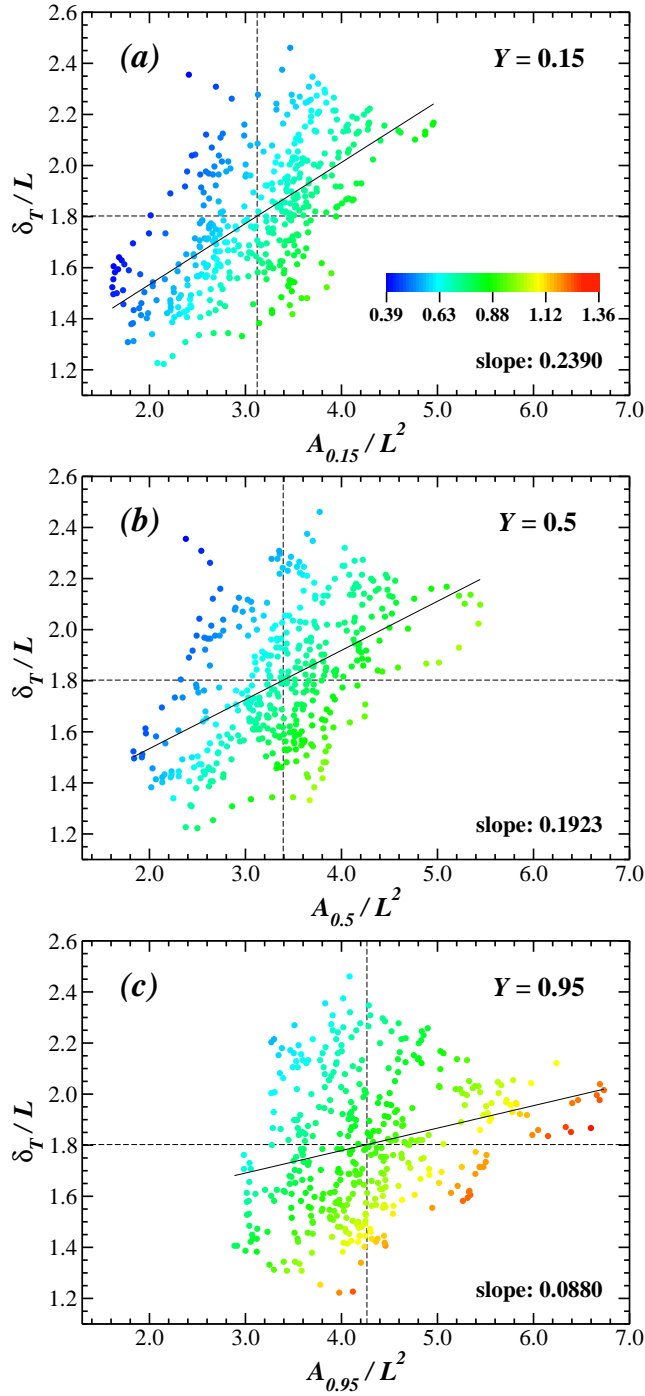 2.6
(a)
Y = 0.15
2.4
2.2
2.0
δT/L
1.8
1.6
0.39 0.63 0.88 1.12 1.36
1.4
1.2
slope: 0.2390
2.0 3.0 4.0 5.0 6.0 7.0
A0.15/L²
2.6
(b)
Y = 0.5
2.4
2.2
2.0
δT/L
1.8
1.6
1.4
1.2
slope: 0.1923
2.0 3.0 4.0 5.0 6.0 7.0
A0.5/L²
2.6
(c)
Y = 0.95
2.4
2.2
2.0
δT/L
1.8
1.6
1.4
1.2
slope: 0.0880
2.0 3.0 4.0 5.0 6.0 7.0
A0.95/L²